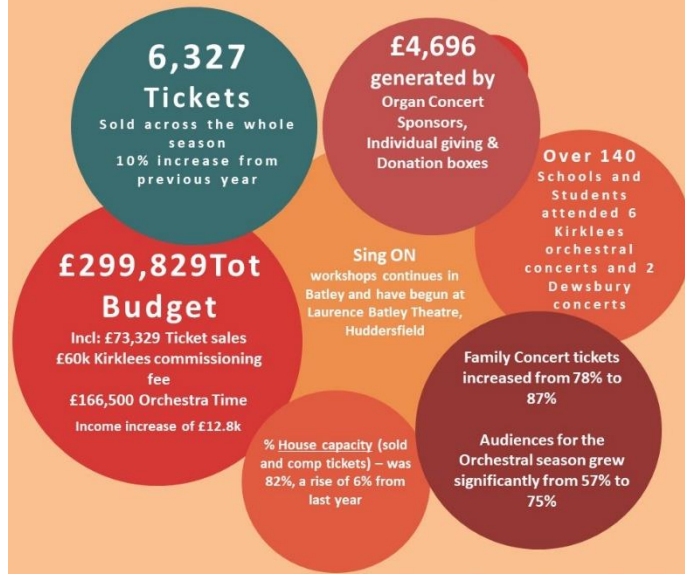 6,327
Tickets
Sold across the whole
season
10% increase from
previous year
£4,696
generated by
Organ Concert
Sponsors,
Individual giving &
Donation boxes
Over 140
Schools and
Students
attended 6
Kirklees
orchestral
concerts and 2
Dewsbury
concerts
£299,829Tot
Budget
Incl: £73,329 Ticket sales
£60k Kirklees commissioning
fee
£166,500 Orchestra Time
Income increase of £12.8k
Sing ON
workshops continues in
Batley and have begun at
Laurence Batley Theatre,
Huddersfield
Family Concert tickets
increased from 78% to
87%
Audiences for the
Orchestral season grew
significantly from 57% to
75%
% House capacity (sold
and comp tickets) – was
82%, a rise of 6% from
last year